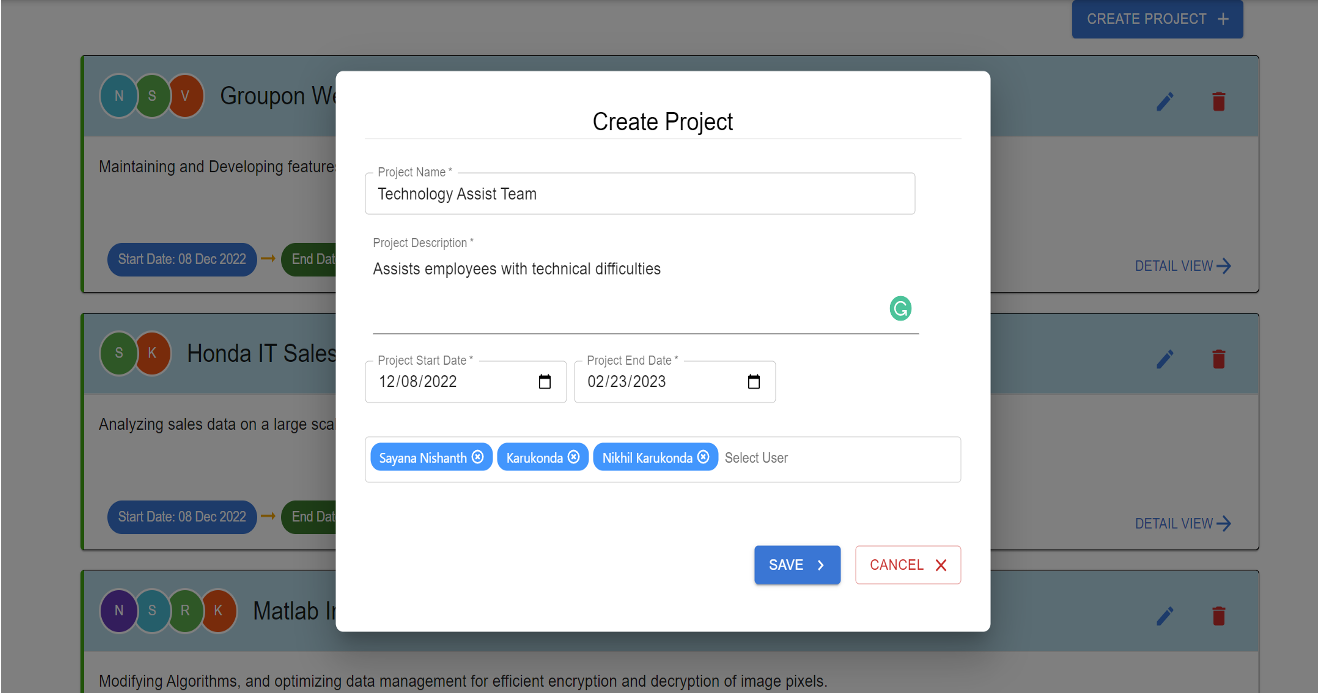 CREATE PROJECT +
N S V Groupon We
Maintaining and Developing feature
Start Date: 08 Dec 2022 → End Dat
DETAIL VIEW →
Create Project
Project Name *
Technology Assist Team
Project Description *
Assists employees with technical difficulties
G
Project Start Date * Project End Date *
12/08/2022 02/23/2023
Sayana Nishanth Karukonda Nikhil Karukonda Select User
SAVE CANCEL
S K Honda IT Sales
Analyzing sales data on a large sca
Start Date: 08 Dec 2022 → End Dat
DETAIL VIEW →
N S R K Matlab I
Modifying Algorithms, and optimizing data management for efficient encryption and decryption of image pixels.